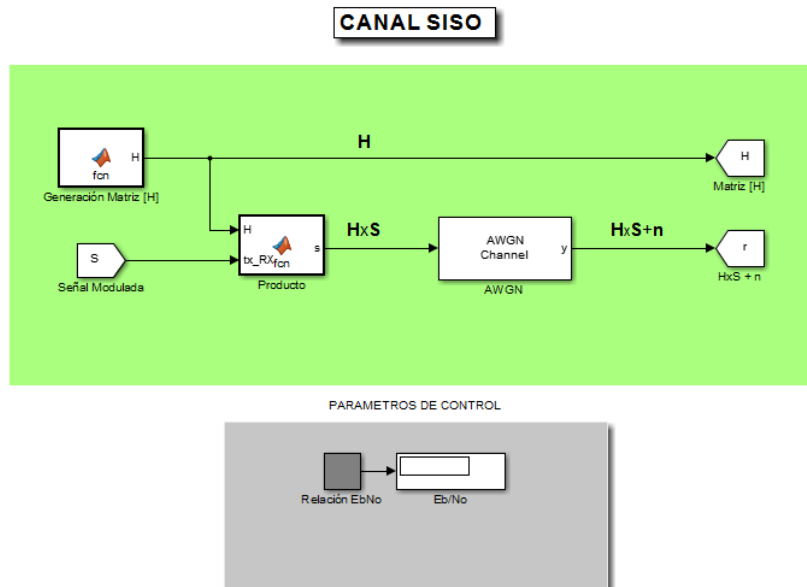 CANAL SISO
H
H
fcn
Generación Matriz [H]
H
Matriz [H]
H
tx_RX
fcn
s
Producto
HxS
S
Señal Modulada
AWGN
Channel
y
AWGN
HxS+n
r
HxS + n
PARAMETROS DE CONTROL
Relación EbNo
Eb/No